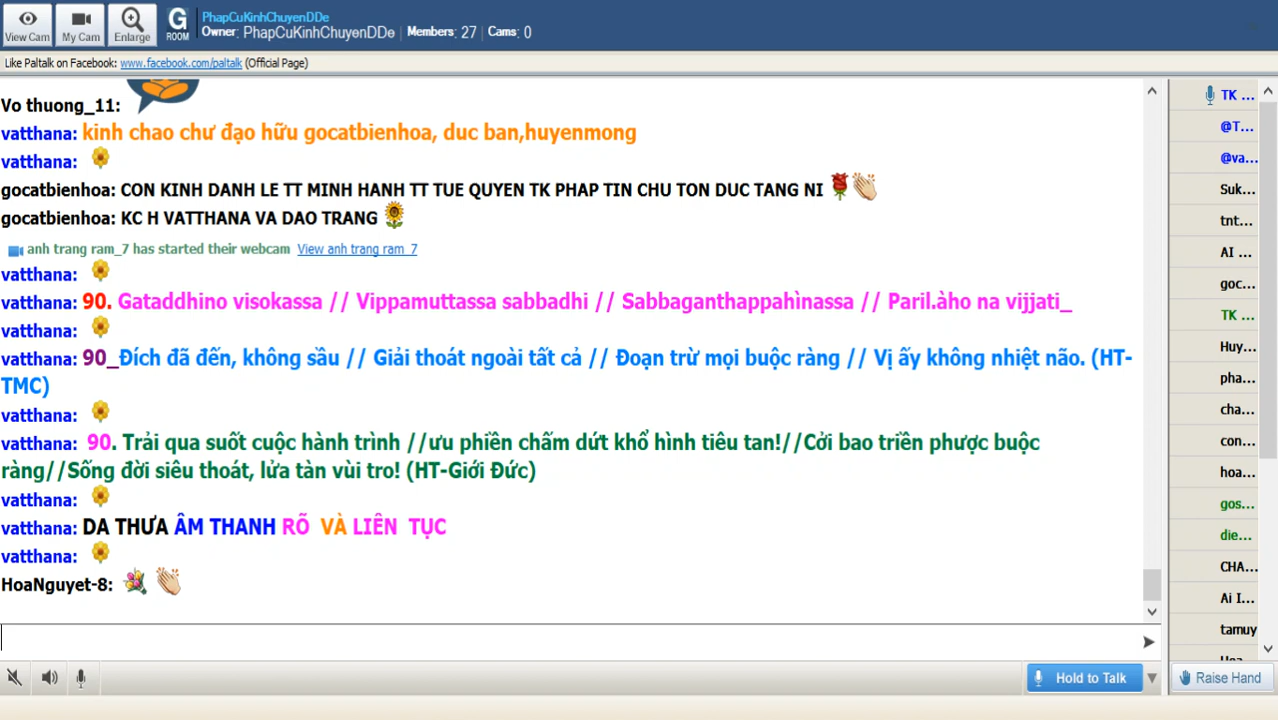 View Cam
My Cam
Enlarge
G
ROOM
PhapCuKinhChuyenDDe
Owner: PhapCuKinhChuyenDDe | Members: 27 | Cams: 0
Like Paltalk on Facebook: www.facebook.com/paltalk (Official Page)
Vo thuong_11:
vatthana: kinh chao chư đạo hữu gocatbienhoa, duc ban,huyenmong
vatthana:
gocatbienhoa: CON KINH DANH LE TT MINH HANH TT TUE QUYEN TK PHAP TIN CHU TON DUC TANG NI
gocatbienhoa: KC H VATTHANA VA DAO TRANG
anh trang ram_7 has started their webcam View anh trang ram_7
vatthana:
vatthana: 90. Gataddhino visokassa // Vippamuttassa sabbadhi // Sabbaganthappahìnassa // Paril.àho na vijjati_
vatthana:
vatthana: 90_Đích đã đến, không sầu // Giải thoát ngoài tất cả // Đoạn trừ mọi buộc ràng // Vị ấy không nhiệt não. (HT-
TMC)
vatthana:
vatthana: 90. Trải qua suốt cuộc hành trình //ưu phiền chấm dứt khổ hình tiêu tan!//Cởi bao triền phược buộc
ràng//Sống đời siêu thoát, lửa tàn vùi tro! (HT-Giới Đức)
vatthana:
vatthana: DA THƯA ÂM THANH RÕ VÀ LIÊN TỤC
vatthana:
HoaNguyet-8:
TK ...
@T...
@va...
Suk...
tnt...
AI ...
goc...
TK ...
Huy...
pha...
cha...
con...
hoa...
gos...
die...
CHA...
Ai I...
tamuy
Hold to Talk
Raise Hand